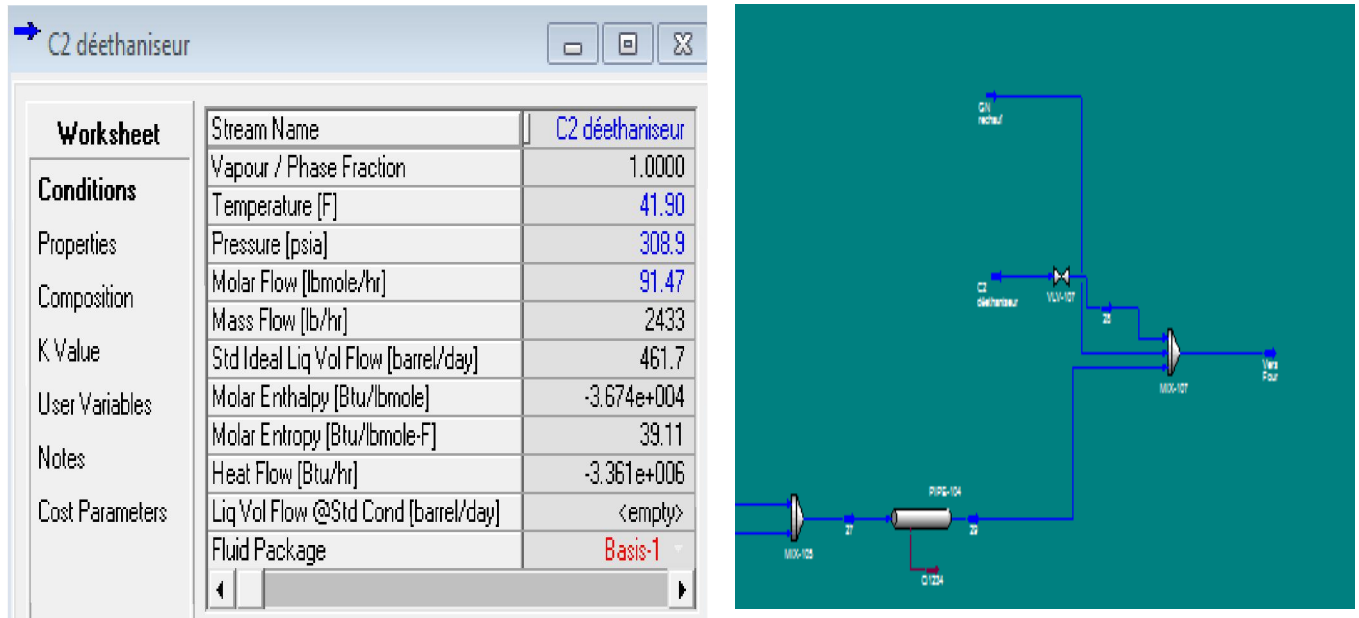 C2 déethaniseur
Worksheet
Conditions
Properties
Composition
K Value
User Variables
Notes
Cost Parameters
Stream Name C2 déethaniseur
Vapour / Phase Fraction 1.0000
Temperature [F] 41.90
Pressure [psia] 308.9
Molar Flow [lbmole/hr] 91.47
Mass Flow [lb/hr] 2433
Std Ideal Liq Vol Flow [barrel/day] 461.7
Molar Enthalpy [Btu/lbmole] -3.674e+004
Molar Entropy [Btu/lbmole-F] 39.11
Heat Flow [Btu/hr] -3.361e+006
Liq Vol Flow @Std Cond [barrel/day] <empty>
Fluid Package Basis-1
GN
rechauf
C2
déethaniseur
VLV-107
MIX-107
Vers
Four
PIPE-104
27